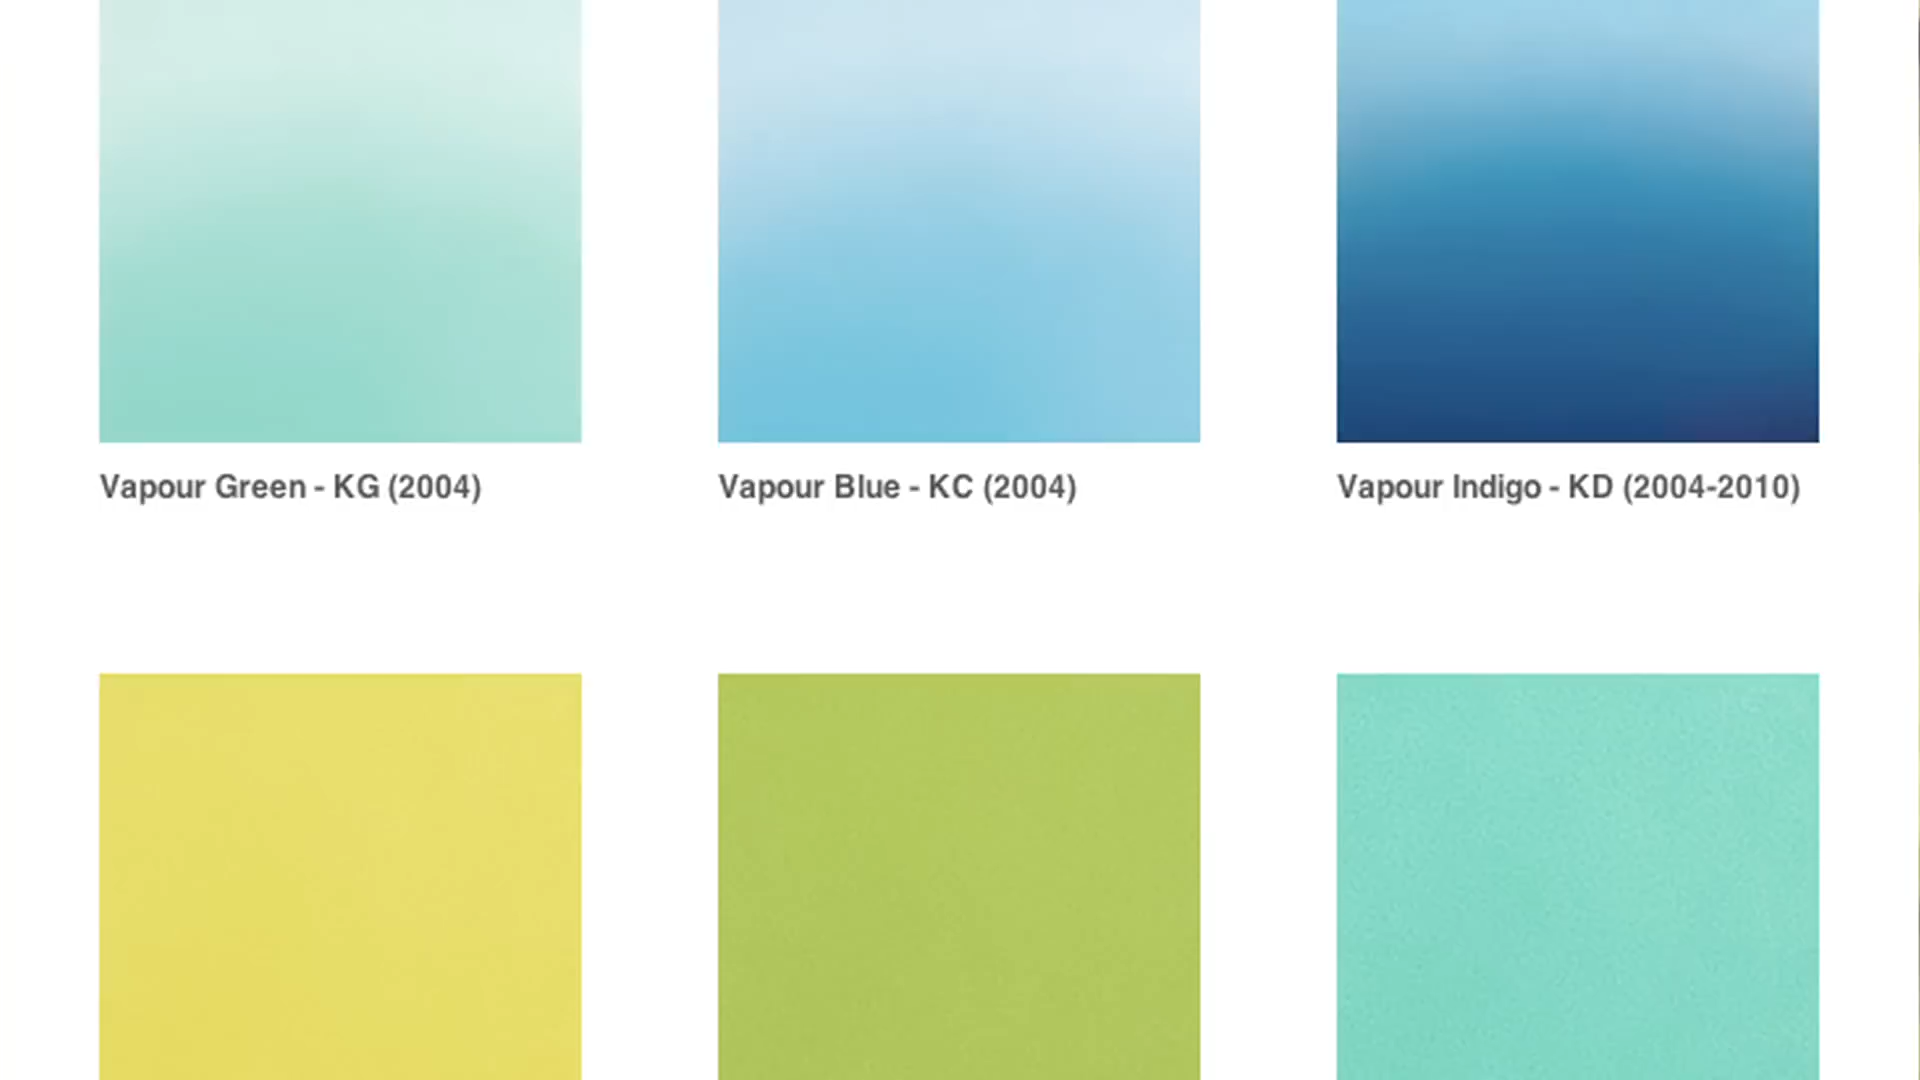 Vapour Green - KG (2004)
Vapour Blue - KC (2004)
Vapour Indigo - KD (2004-2010)